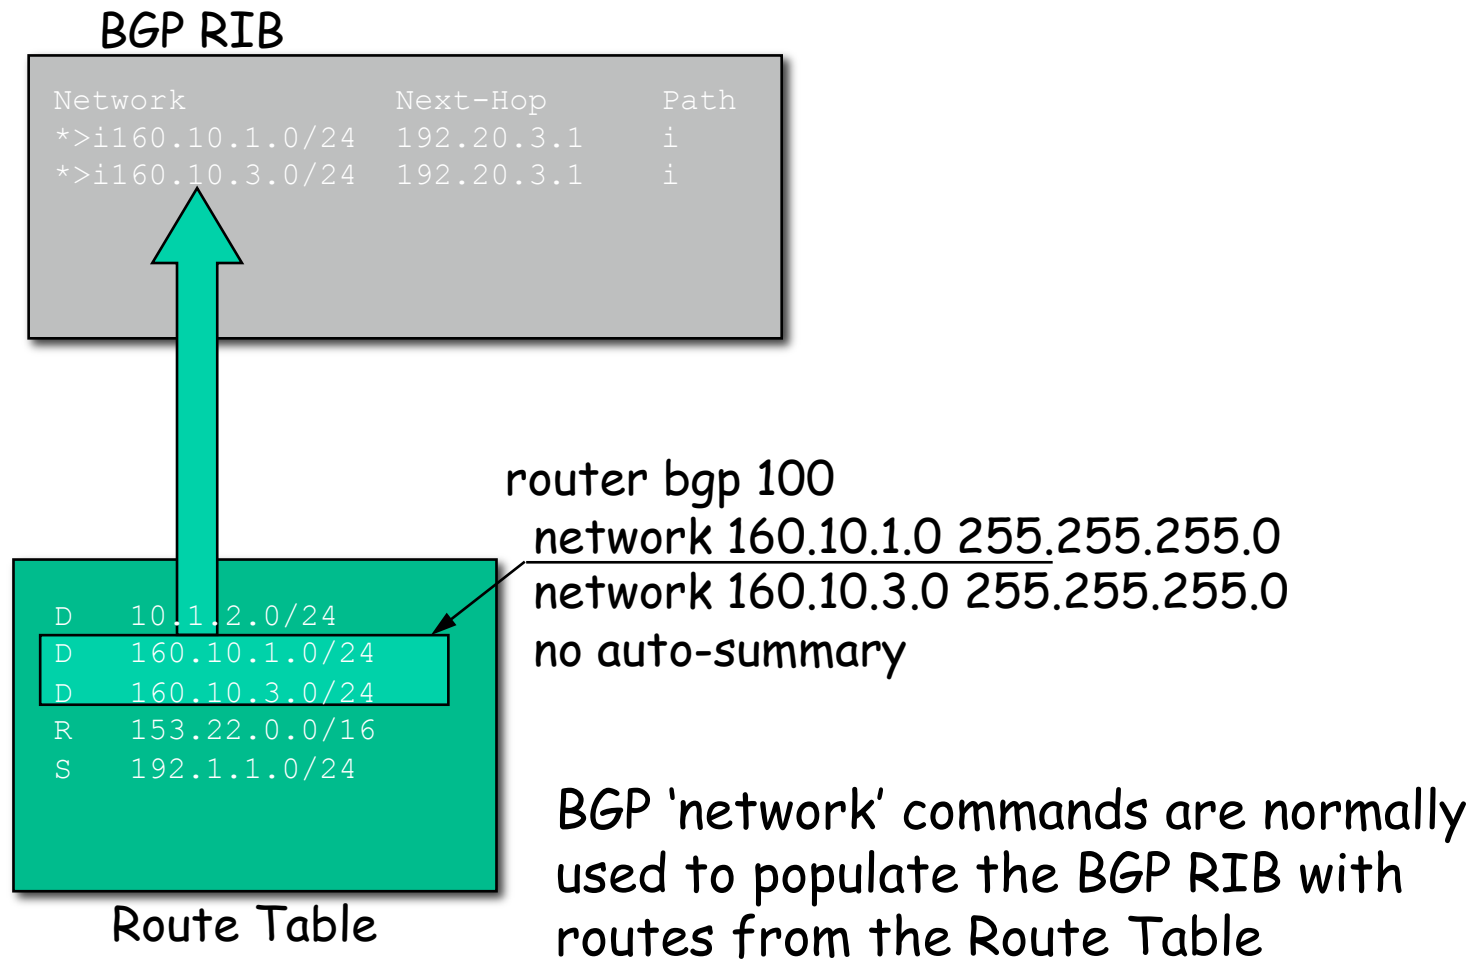 BGP RIB
Network Next-Hop Path
*>i160.10.1.0/24 192.20.3.1 i
*>i160.10.3.0/24 192.20.3.1 i
router bgp 100
network 160.10.1.0 255.255.255.0
network 160.10.3.0 255.255.255.0
no auto-summary
D 10.1.2.0/24
D 160.10.1.0/24
D 160.10.3.0/24
R 153.22.0.0/16
S 192.1.1.0/24
Route Table
BGP ‘network’ commands are normally
used to populate the BGP RIB with
routes from the Route Table